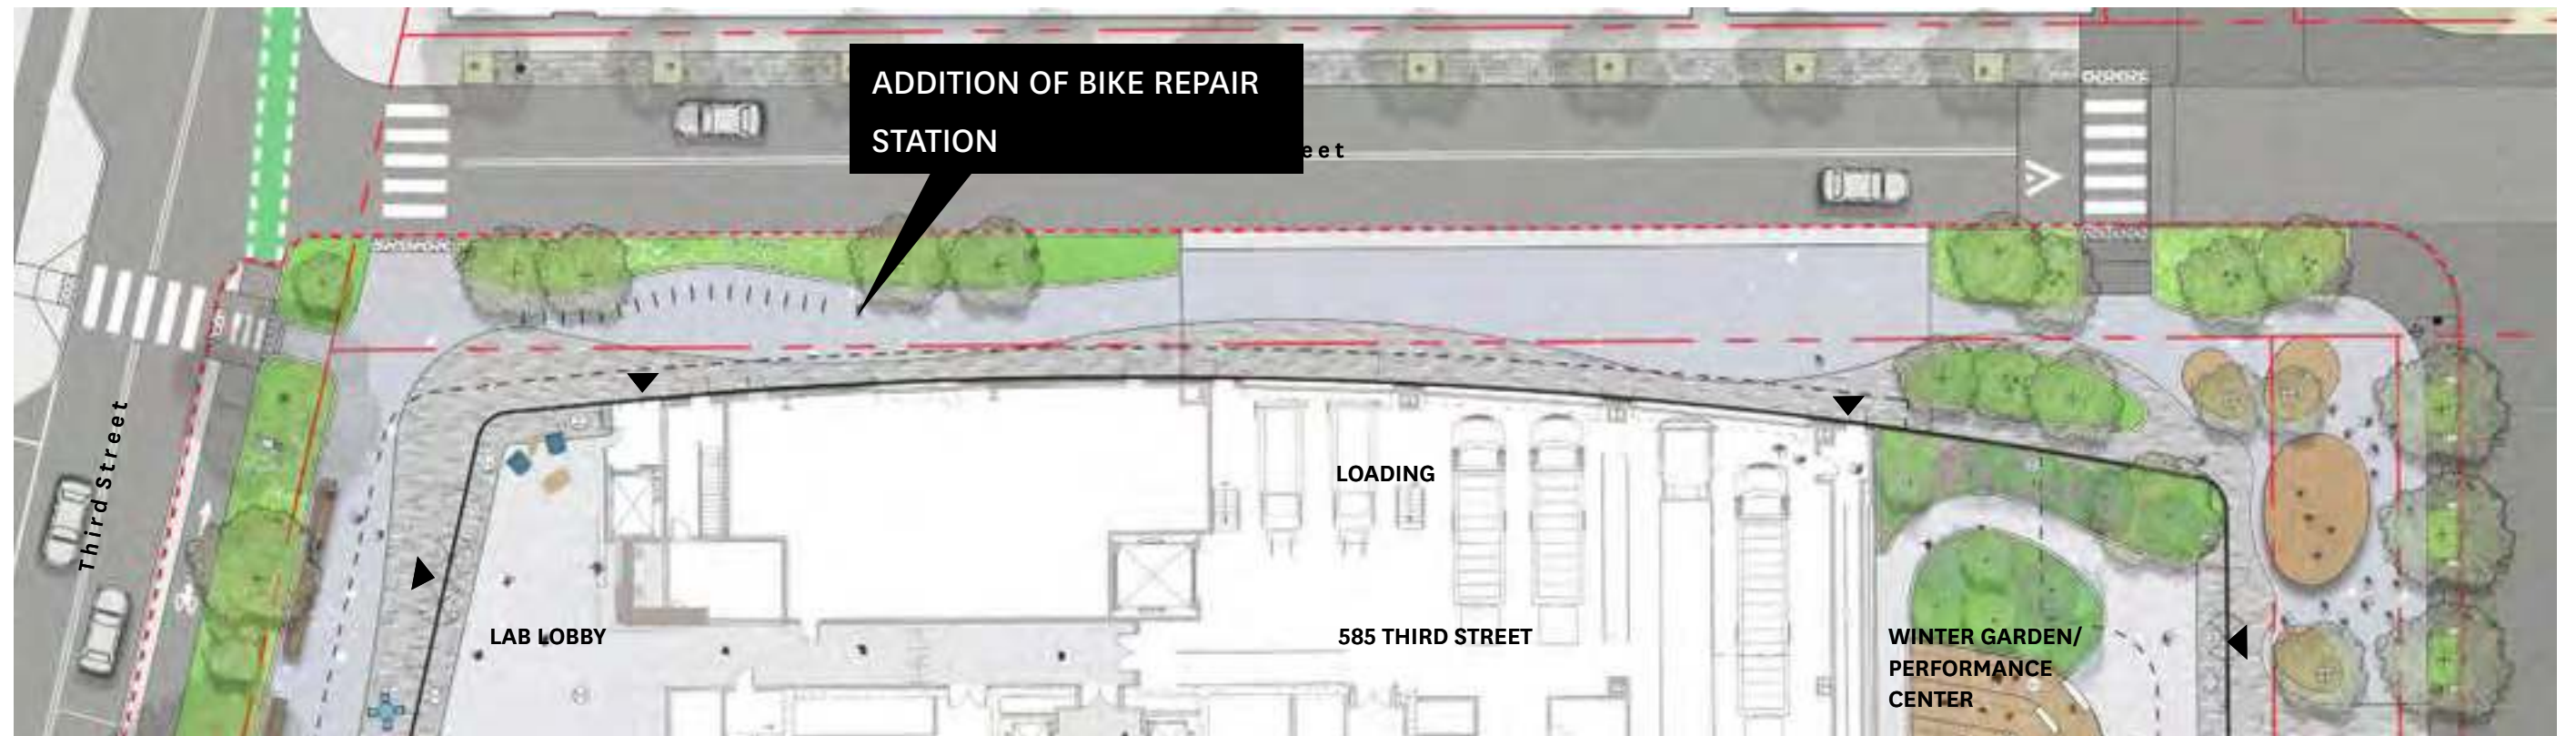 ADDITION OF BIKE REPAIR
STATION
eet
Third street
LOADING
LAB LOBBY
585 THIRD STREET
WINTER GARDEN/
PERFORMANCE
CENTER